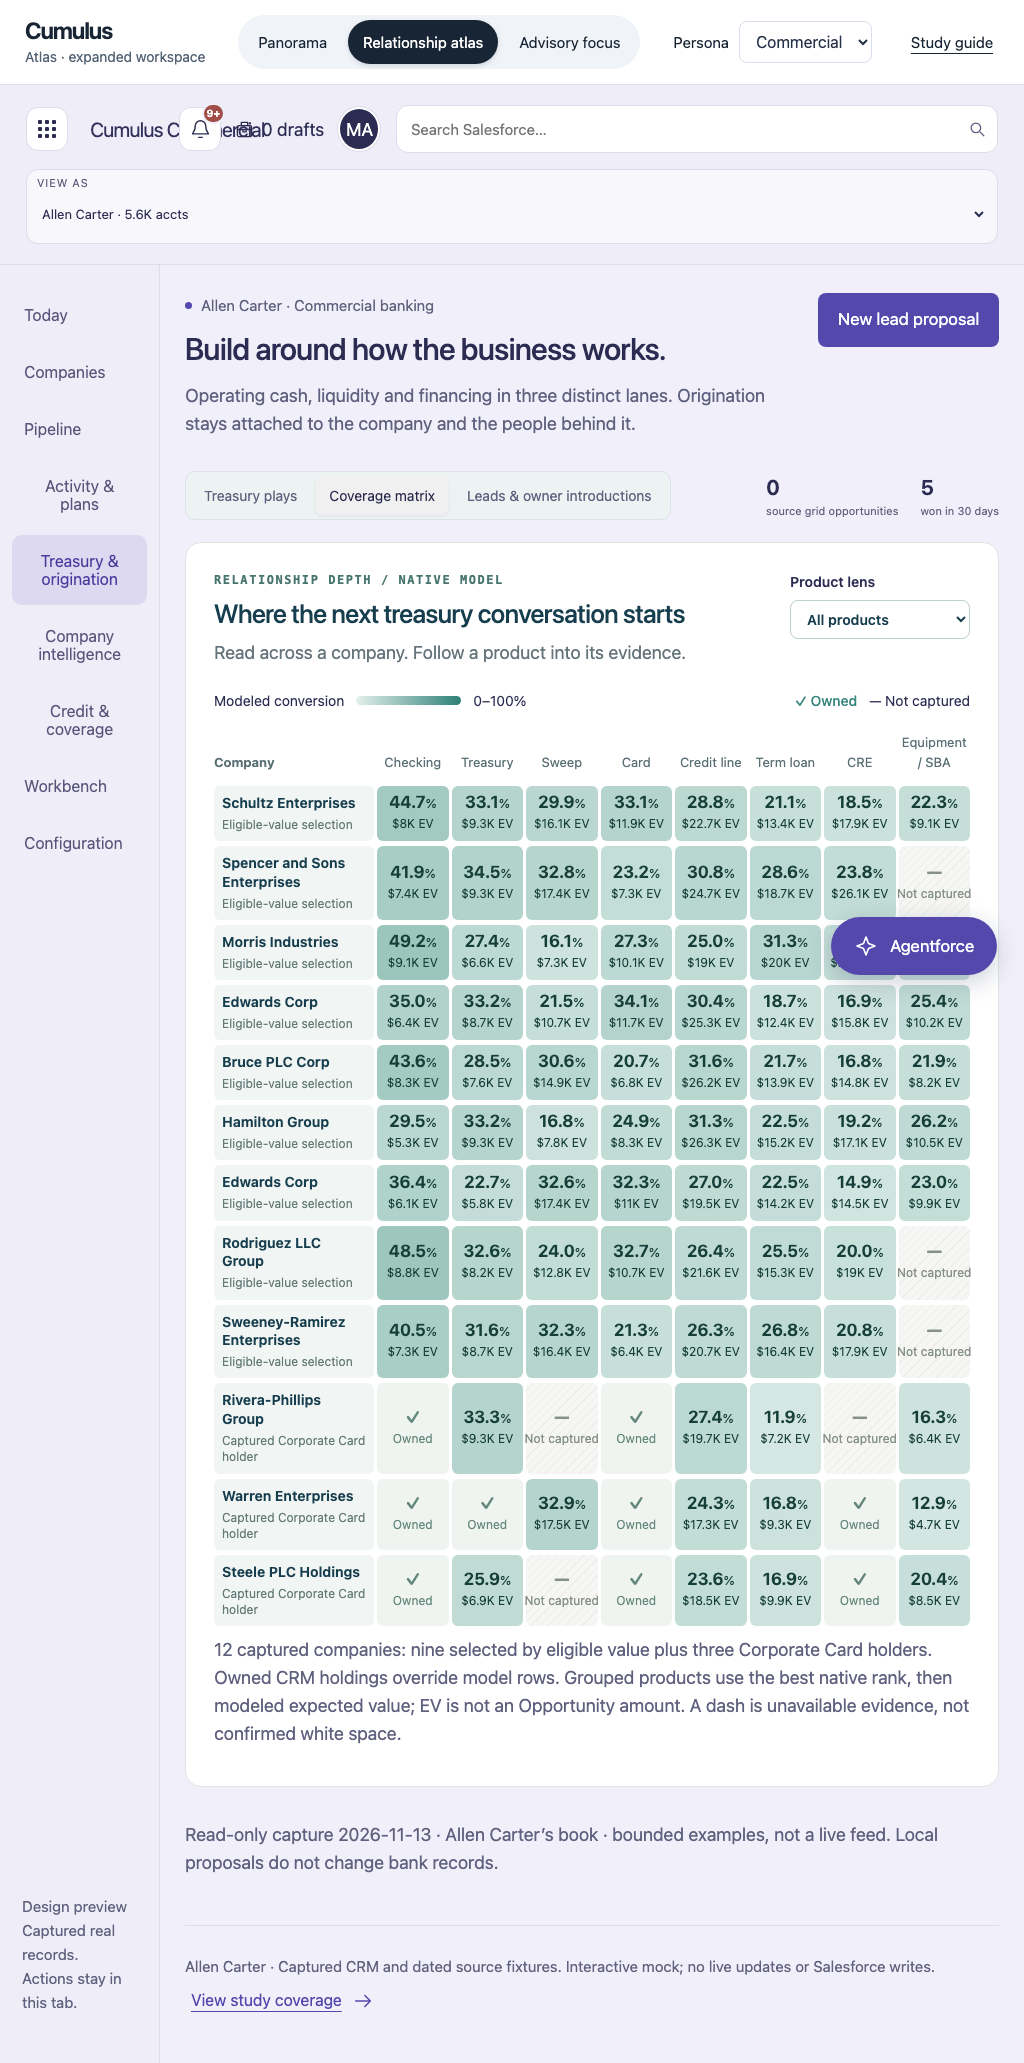 Cumulus
Atlas · expanded workspace
Panorama
Relationship atlas
Advisory focus
Persona
Commercial
Study guide
Cumulus C
9+
0 drafts
MA
Search Salesforce...
VIEW AS
Allen Carter · 5.6K accts
Today
Companies
Pipeline
Activity &
plans
Treasury &
origination
Company
intelligence
Credit &
coverage
Workbench
Configuration
Allen Carter · Commercial banking
Build around how the business works.
New lead proposal
Operating cash, liquidity and financing in three distinct lanes. Origination
stays attached to the company and the people behind it.
Treasury plays
Coverage matrix
Leads & owner introductions
0
source grid opportunities
5
won in 30 days
RELATIONSHIP DEPTH / NATIVE MODEL
Where the next treasury conversation starts
Read across a company. Follow a product into its evidence.
Product lens
All products
Modeled conversion 0–100%
✓ Owned — Not captured
Company Checking Treasury Sweep Card Credit line Term loan CRE Equipment
/ SBA
Schultz Enterprises 44.7% 33.1% 29.9% 33.1% 28.8% 21.1% 18.5% 22.3%
Eligible-value selection $8K EV $9.3K EV $16.1K EV $11.9K EV $22.7K EV $13.4K EV $17.9K EV $9.1K EV
Spencer and Sons
Enterprises 41.9% 34.5% 32.8% 23.2% 30.8% 28.6% 23.8% —
Eligible-value selection $7.4K EV $9.3K EV $17.4K EV $7.3K EV $24.7K EV $18.7K EV $26.1K EV Not captured
Morris Industries 49.2% 27.4% 16.1% 27.3% 25.0% 31.3%
Eligible-value selection $9.1K EV $6.6K EV $7.3K EV $10.1K EV $19K EV $20K EV
Agentforce
Edwards Corp 35.0% 33.2% 21.5% 34.1% 30.4% 18.7% 16.9% 25.4%
Eligible-value selection $6.4K EV $8.7K EV $10.7K EV $11.7K EV $25.3K EV $12.4K EV $15.8K EV $10.2K EV
Bruce PLC Corp 43.6% 28.5% 30.6% 20.7% 31.6% 21.7% 16.8% 21.9%
Eligible-value selection $8.3K EV $7.6K EV $14.9K EV $6.8K EV $26.2K EV $13.9K EV $14.8K EV $8.2K EV
Hamilton Group 29.5% 33.2% 16.8% 24.9% 31.3% 22.5% 19.2% 26.2%
Eligible-value selection $5.3K EV $9.3K EV $7.8K EV $8.3K EV $26.3K EV $15.2K EV $17.1K EV $10.5K EV
Edwards Corp 36.4% 22.7% 32.6% 32.3% 27.0% 22.5% 14.9% 23.0%
Eligible-value selection $6.1K EV $5.8K EV $17.4K EV $11K EV $19.5K EV $14.2K EV $14.5K EV $9.9K EV
Rodriguez LLC
Group 48.5% 32.6% 24.0% 32.7% 26.4% 25.5% 20.0% —
Eligible-value selection $8.8K EV $8.2K EV $12.8K EV $10.7K EV $21.6K EV $15.3K EV $19K EV Not captured
Sweeney-Ramirez
Enterprises 40.5% 31.6% 32.3% 21.3% 26.3% 26.8% 20.8% —
Eligible-value selection $7.3K EV $8.7K EV $16.4K EV $6.4K EV $20.7K EV $16.4K EV $17.9K EV Not captured
Rivera-Phillips
Group ✓ 33.3% — ✓ 27.4% 11.9% — 16.3%
Captured Corporate Card
holder Owned $9.3K EV Not captured Owned $19.7K EV $7.2K EV Not captured $6.4K EV
Warren Enterprises ✓ ✓ 32.9% ✓ 24.3% 16.8% ✓ 12.9%
Captured Corporate Card
holder Owned Owned $17.5K EV Owned $17.3K EV $9.3K EV Owned $4.7K EV
Steele PLC Holdings ✓ 25.9% — ✓ 23.6% 16.9% ✓ 20.4%
Captured Corporate Card
holder Owned $6.9K EV Not captured Owned $18.5K EV $9.9K EV Owned $8.5K EV
12 captured companies: nine selected by eligible value plus three Corporate Card holders.
Owned CRM holdings override model rows. Grouped products use the best native rank, then
modeled expected value; EV is not an Opportunity amount. A dash is unavailable evidence, not
confirmed white space.
Read-only capture 2026-11-13 · Allen Carter’s book · bounded examples, not a live feed. Local
proposals do not change bank records.
Design preview
Captured real
records.
Actions stay in
this tab.
Allen Carter · Captured CRM and dated source fixtures. Interactive mock; no live updates or Salesforce writes.
View study coverage →